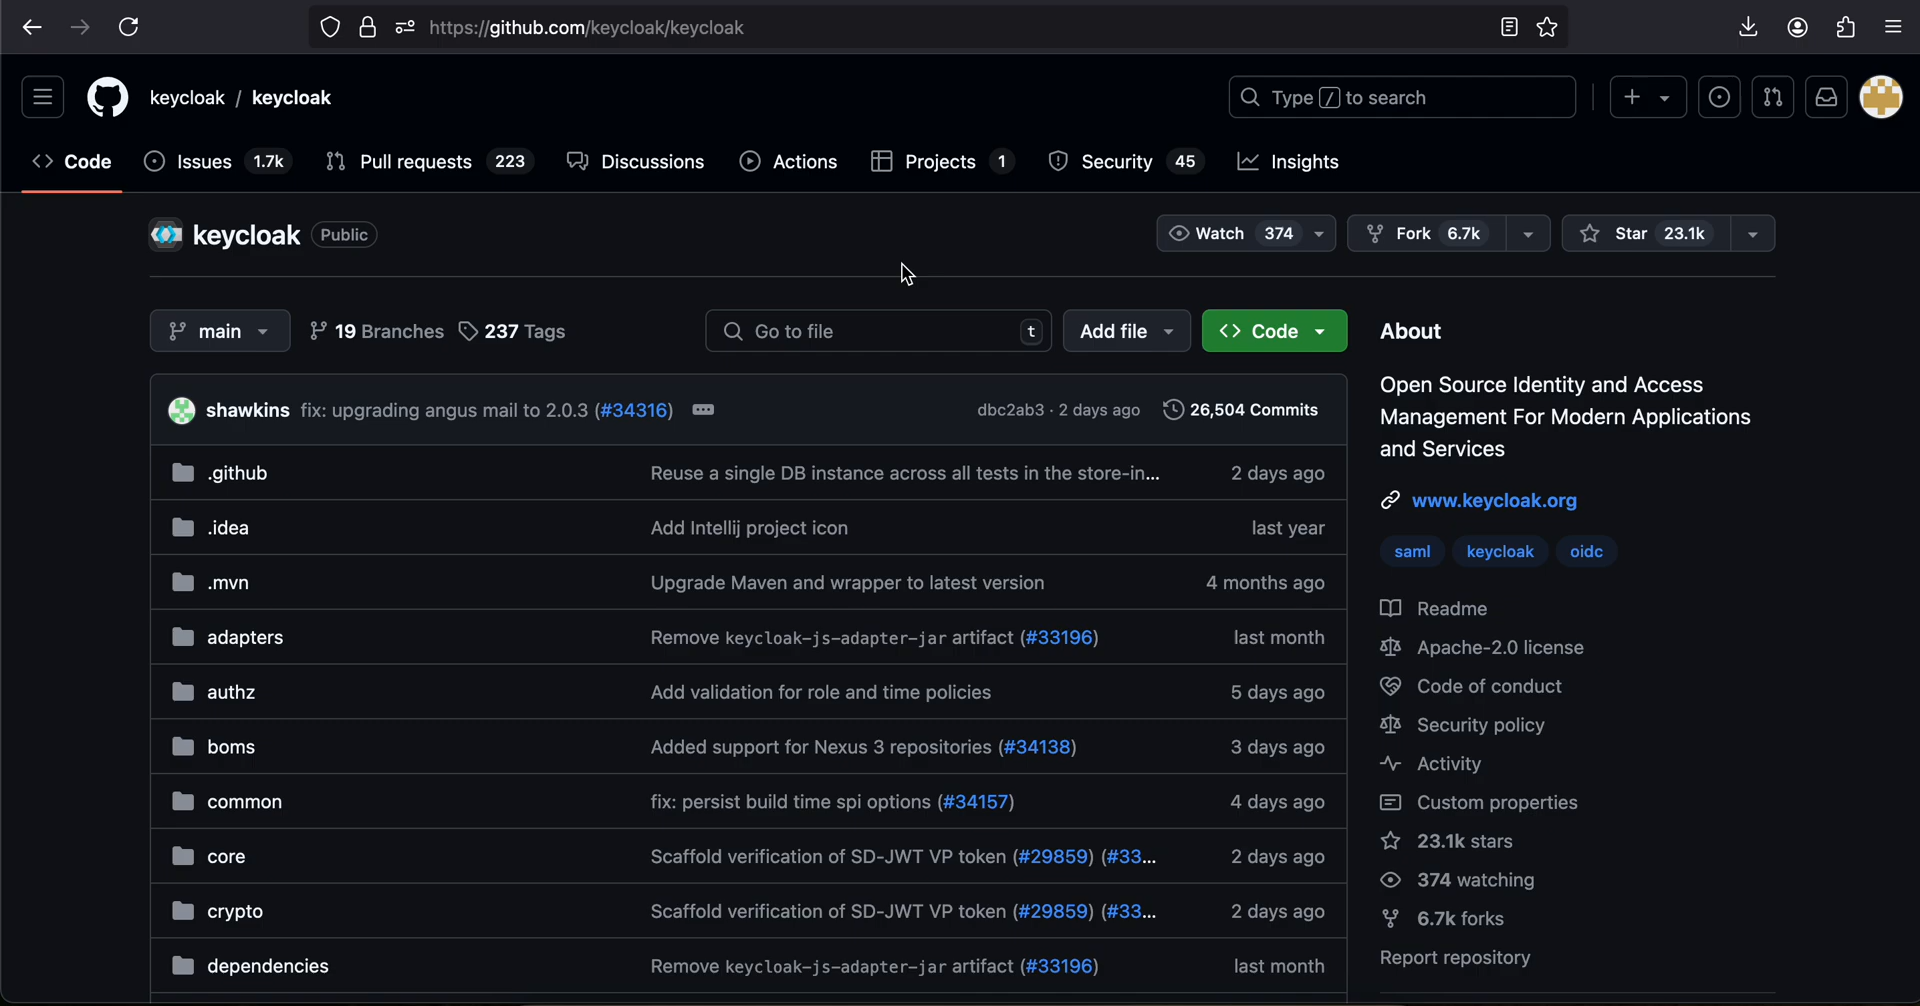 https://github.com/keycloak/keycloak
keycloak / keycloak
Type / to search
Code
Issues 1.7k
Pull requests 223
Discussions
Actions
Projects 1
Security 45
Insights
keycloak Public
Watch 374
Fork 6.7k
Star 23.1k
main
19 Branches
237 Tags
Go to file t
Add file
Code
shawkins fix: upgrading angus mail to 2.0.3 (#34316)
dbc2ab3 · 2 days ago
26,504 Commits
.github Reuse a single DB instance across all tests in the store-in... 2 days ago
.idea Add Intellij project icon last year
.mvn Upgrade Maven and wrapper to latest version 4 months ago
adapters Remove keycloak-js-adapter-jar artifact (#33196) last month
authz Add validation for role and time policies 5 days ago
boms Added support for Nexus 3 repositories (#34138) 3 days ago
common fix: persist build time spi options (#34157) 4 days ago
core Scaffold verification of SD-JWT VP token (#29859) (#33... 2 days ago
crypto Scaffold verification of SD-JWT VP token (#29859) (#33... 2 days ago
dependencies Remove keycloak-js-adapter-jar artifact (#33196) last month
About
Open Source Identity and Access
Management For Modern Applications
and Services
www.keycloak.org
saml keycloak oidc
Readme
Apache-2.0 license
Code of conduct
Security policy
Activity
Custom properties
23.1k stars
374 watching
6.7k forks
Report repository